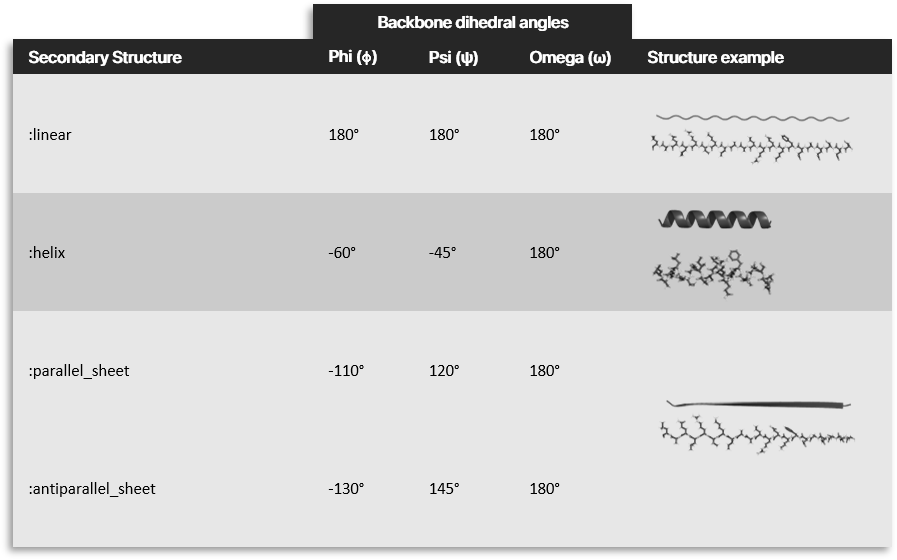 Backbone dihedral angles
Secondary Structure Phi (ϕ) Psi (ψ) Omega (ω) Structure example
:linear 180° 180° 180°
:helix -60° -45° 180°
:parallel_sheet -110° 120° 180°
:antiparallel_sheet -130° 145° 180°